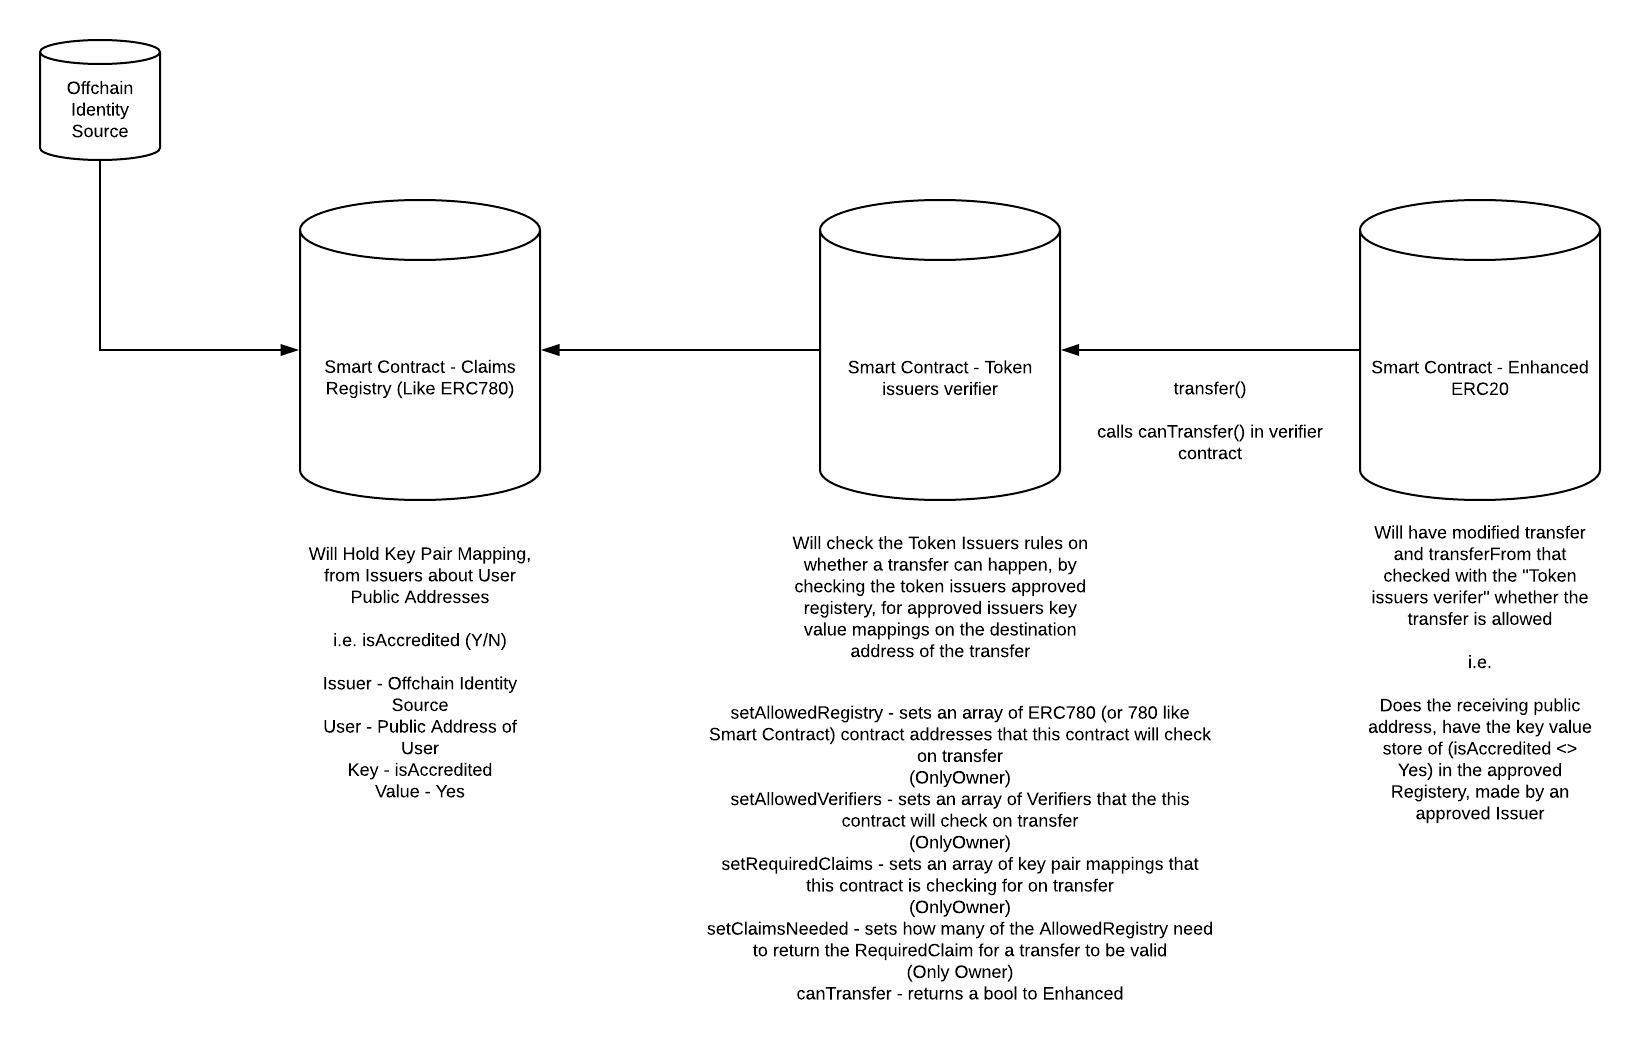 Offchain
Identity
Source
Smart Contract - Claims
Registry (Like ERC780)
Smart Contract - Token
issuers verifier
transfer()
calls canTransfer() in verifier
contract
Smart Contract - Enhanced
ERC20
Will Hold Key Pair Mapping,
from Issuers about User
Public Addresses
i.e. isAccredited (Y/N)
Issuer - Offchain Identity
Source
User - Public Address of
User
Key - isAccredited
Value - Yes
Will check the Token Issuers rules on
whether a transfer can happen, by
checking the token issuers approved
registery, for approved issuers key
value mappings on the destination
address of the transfer
setAllowedRegistry - sets an array of ERC780 (or 780 like
Smart Contract) contract addresses that this contract will check
on transfer
(OnlyOwner)
setAllowedVerifiers - sets an array of Verifiers that the this
contract will check on transfer
(OnlyOwner)
setRequiredClaims - sets an array of key pair mappings that
this contract is checking for on transfer
(OnlyOwner)
setClaimsNeeded - sets how many of the AllowedRegistry need
to return the RequiredClaim for a transfer to be valid
(Only Owner)
canTransfer - returns a bool to Enhanced
Will have modified transfer
and transferFrom that
checked with the "Token
issuers verifer" whether the
transfer is allowed
i.e.
Does the receiving public
address, have the key value
store of (isAccredited <>
Yes) in the approved
Registery, made by an
approved Issuer